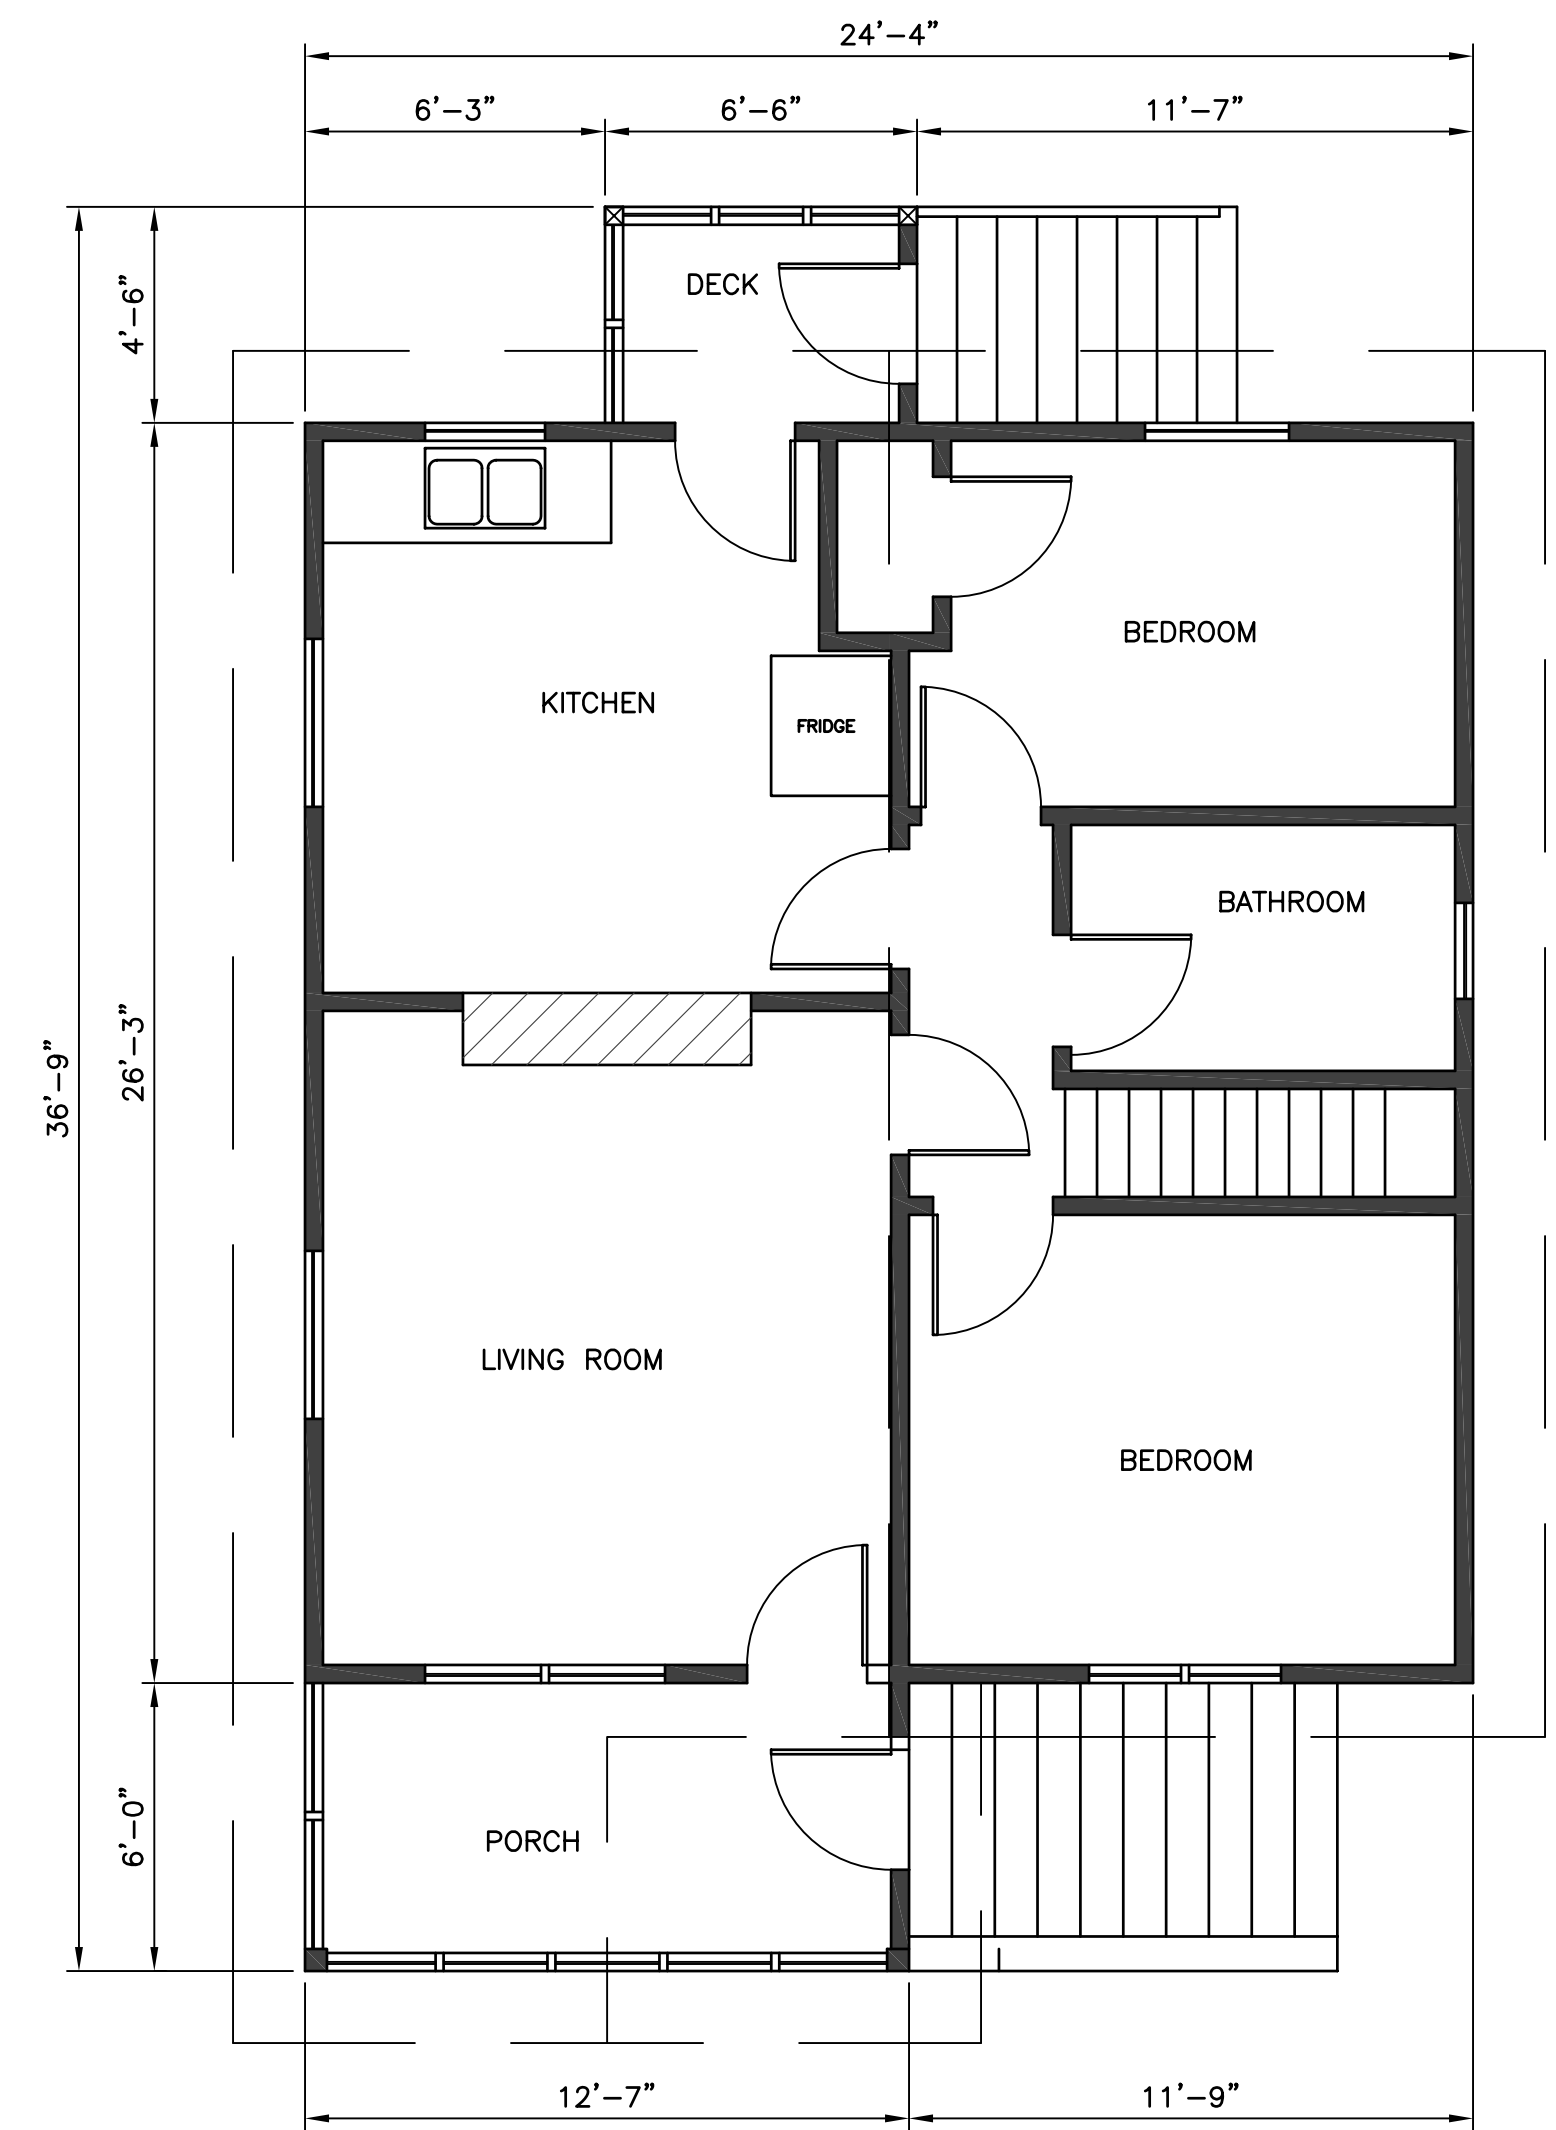 24’-4”
6’-3”
6’-6”
11’-7”
DECK
4’-6”
BEDROOM
KITCHEN
FRIDGE
BATHROOM
26’-3”
36’-9”
LIVING ROOM
BEDROOM
6’-0”
PORCH
12’-7”
11’-9”